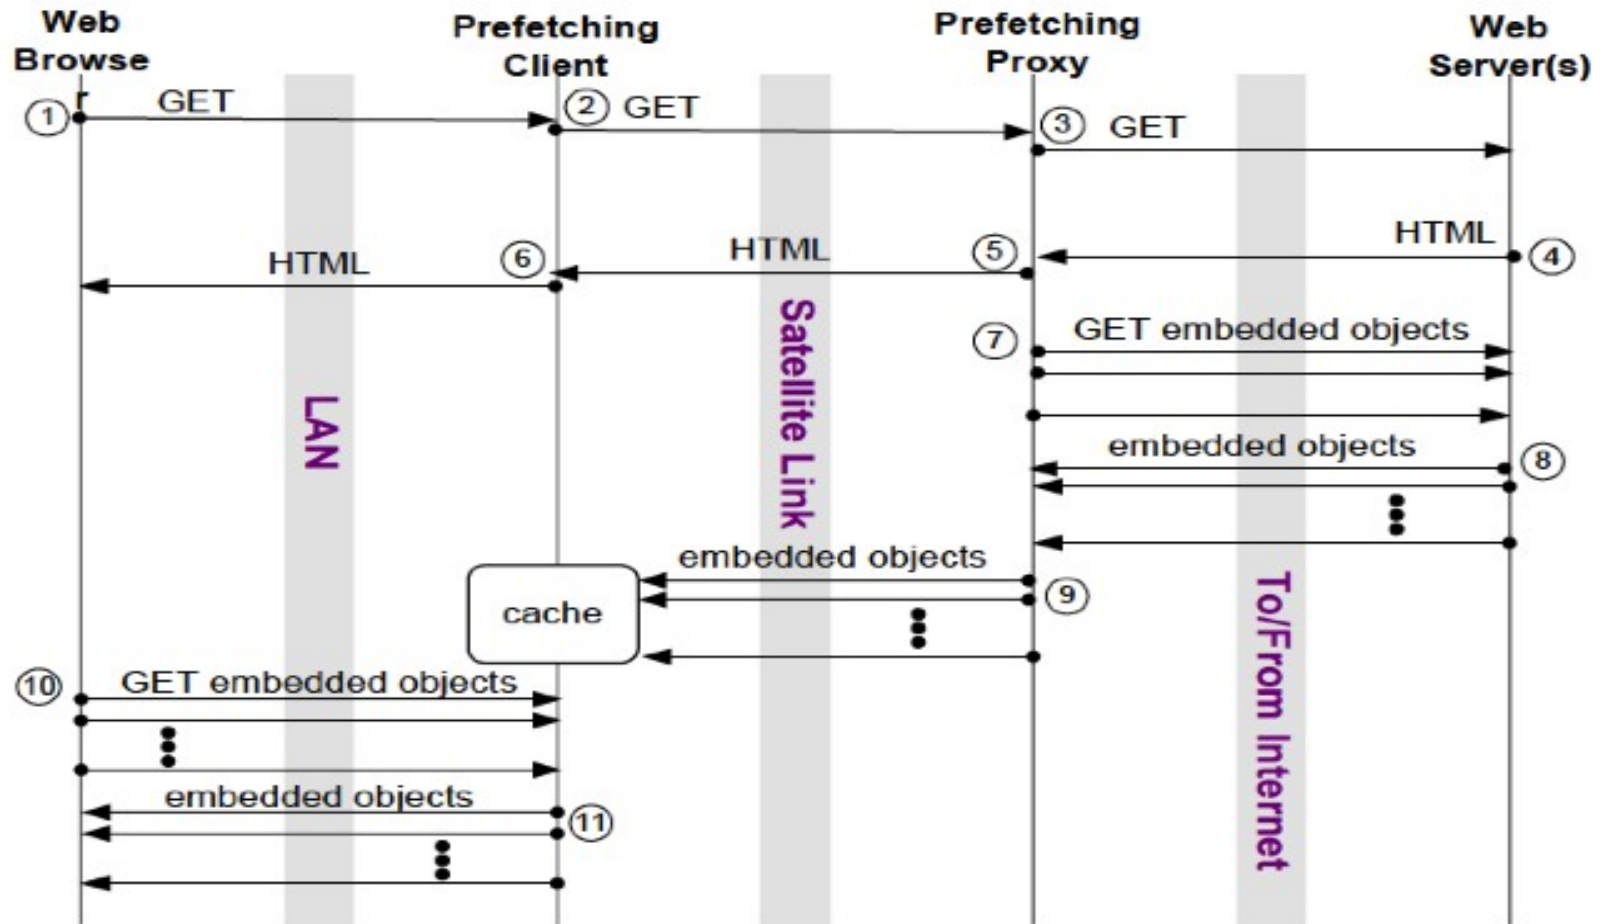 Web
Browse
r
Prefetching
Client
Prefetching
Proxy
Web
Server(s)
1
GET
2
GET
3
GET
HTML
4
5
HTML
6
HTML
7
GET embedded objects
embedded objects
8
LAN
Satellite Link
To/From Internet
embedded objects
9
cache
10
GET embedded objects
embedded objects
11